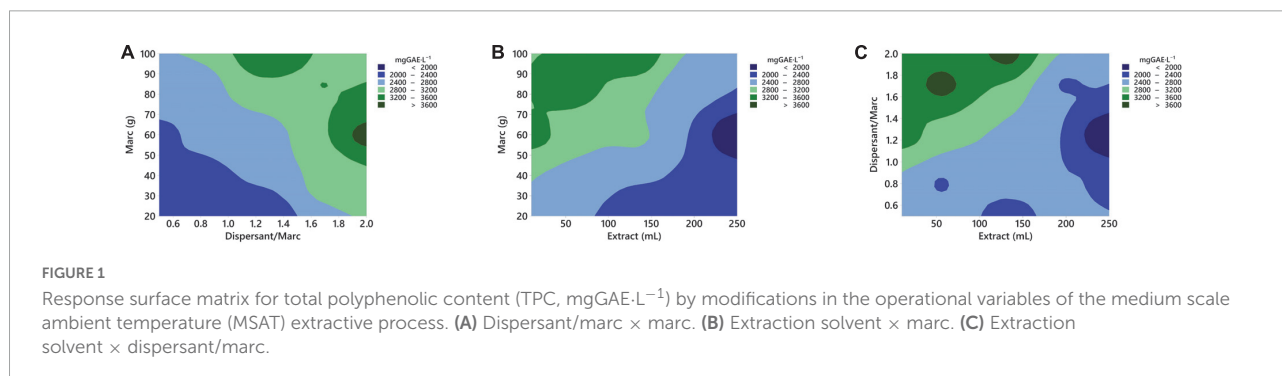 A
B
C
mgGAE·L⁻¹
< 2000
2000 – 2400
2400 – 2800
2800 – 3200
3200 – 3600
> 3600
Marc (g)
100
90
80
70
60
50
40
30
20
0.6 0.8 1.0 1.2 1.4 1.6 1.8 2.0
Dispersant/Marc
mgGAE·L⁻¹
< 2000
2000 – 2400
2400 – 2800
2800 – 3200
3200 – 3600
> 3600
Marc (g)
100
90
80
70
60
50
40
30
20
50 100 150 200 250
Extract (mL)
mgGAE·L⁻¹
< 2000
2000 – 2400
2400 – 2800
2800 – 3200
3200 – 3600
> 3600
Dispersant/Marc
2.0
1.8
1.6
1.4
1.2
1.0
0.8
0.6
50 100 150 200 250
Extract (mL)
FIGURE 1
Response surface matrix for total polyphenolic content (TPC, mgGAE·L⁻¹) by modifications in the operational variables of the medium scale
ambient temperature (MSAT) extractive process. (A) Dispersant/marc × marc. (B) Extraction solvent × marc. (C) Extraction
solvent × dispersant/marc.